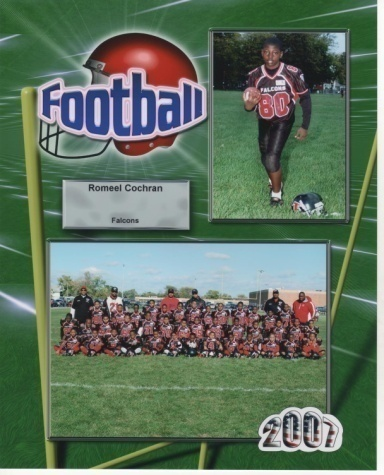 Football
FALCONS
80
Romeel Cochran
Falcons
2007